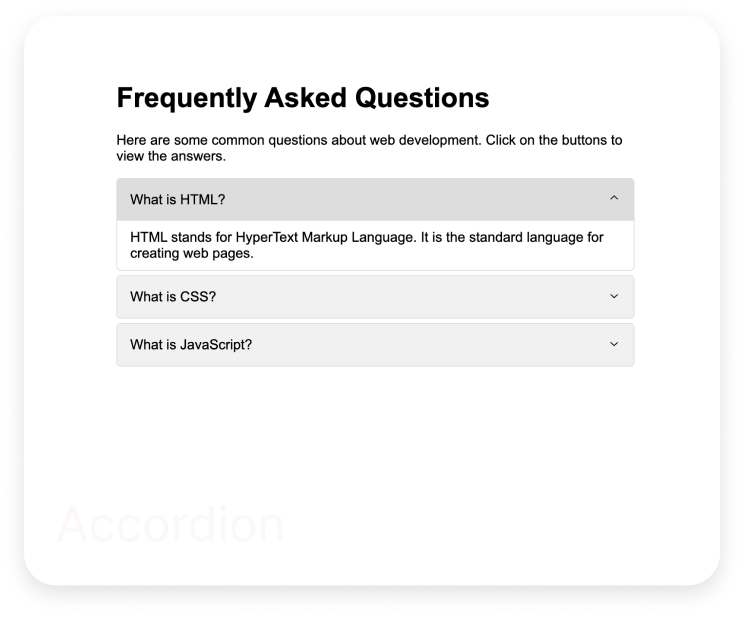 Frequently Asked Questions
Here are some common questions about web development. Click on the buttons to
view the answers.
What is HTML?
HTML stands for HyperText Markup Language. It is the standard language for
creating web pages.
What is CSS?
What is JavaScript?
Accordion